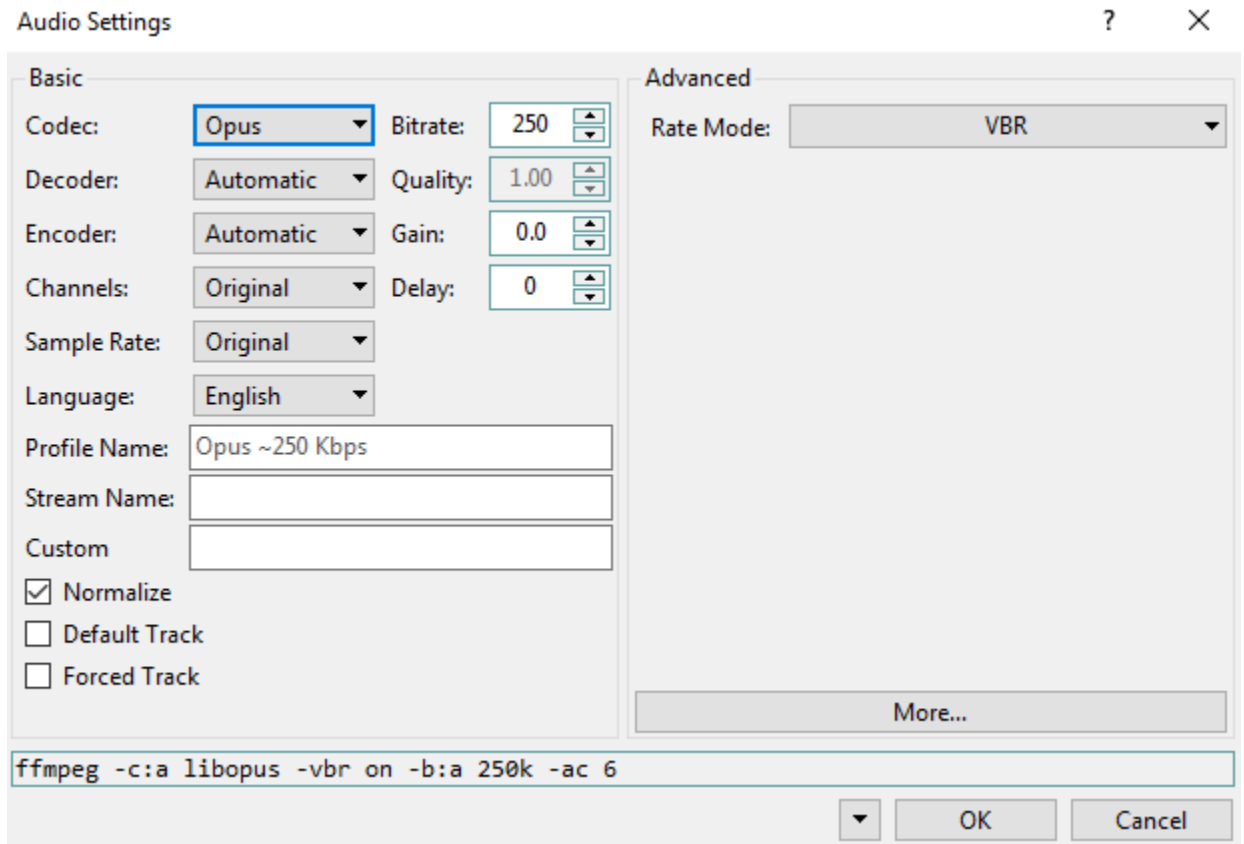 Audio Settings ?
Basic
Codec: Opus Bitrate: 250
Decoder: Automatic Quality: 1.00
Encoder: Automatic Gain: 0.0
Channels: Original Delay: 0
Sample Rate: Original
Language: English
Profile Name: Opus ~250 Kbps
Stream Name:
Custom
Normalize
Default Track
Forced Track
Advanced
Rate Mode: VBR
More...
ffmpeg -c:a libopus -vbr on -b:a 250k -ac 6
OK Cancel